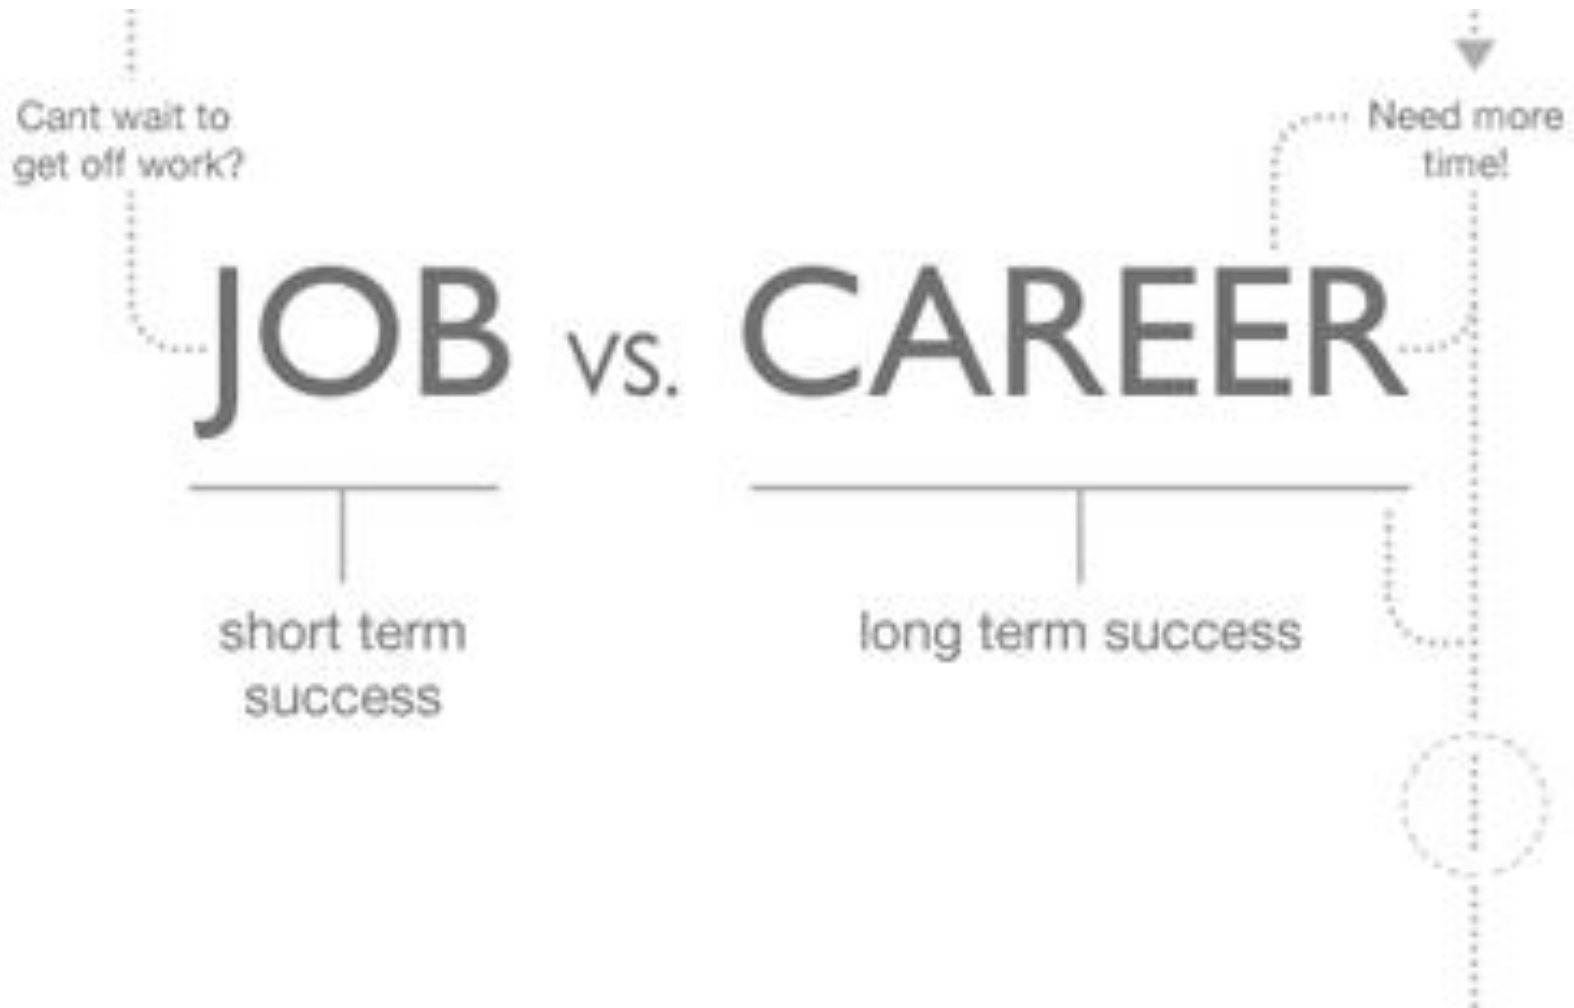 Cant wait to
get off work?
Need more
time!
JOB vs. CAREER
short term
success
long term success